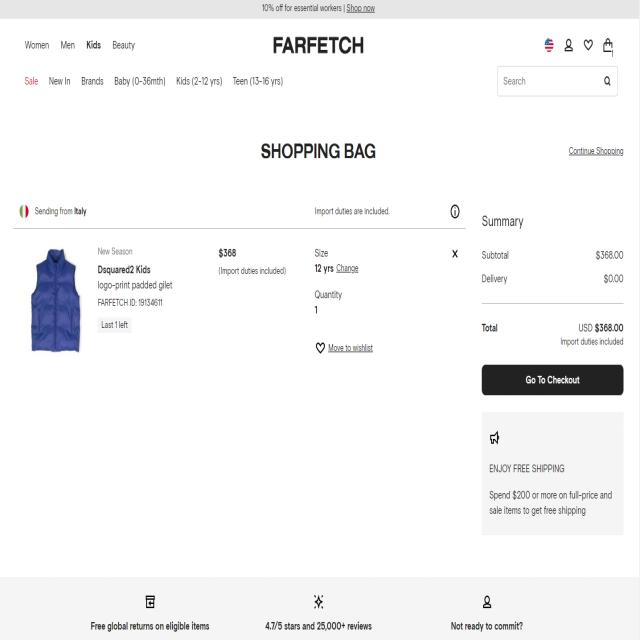 10% off for essential workers | Shop now
Women Men Kids Beauty
FARFETCH
Sale New In Brands Baby (0-36mth) Kids (2-12 yrs) Teen (13-16 yrs)
Search
SHOPPING BAG
Continue Shopping
Sending from Italy
Import duties are included.
New Season
Dsquared2 Kids
logo-print padded gilet
FARFETCH ID: 19134611
Last 1 left
$368
(Import duties included)
Size
12 yrs Change
Quantity
1
Move to wishlist
Summary
Subtotal $368.00
Delivery $0.00
Total USD $368.00
Import duties included
Go To Checkout
ENJOY FREE SHIPPING
Spend $200 or more on full-price and
sale items to get free shipping
Free global returns on eligible items
4.7/5 stars and 25,000+ reviews
Not ready to commit?